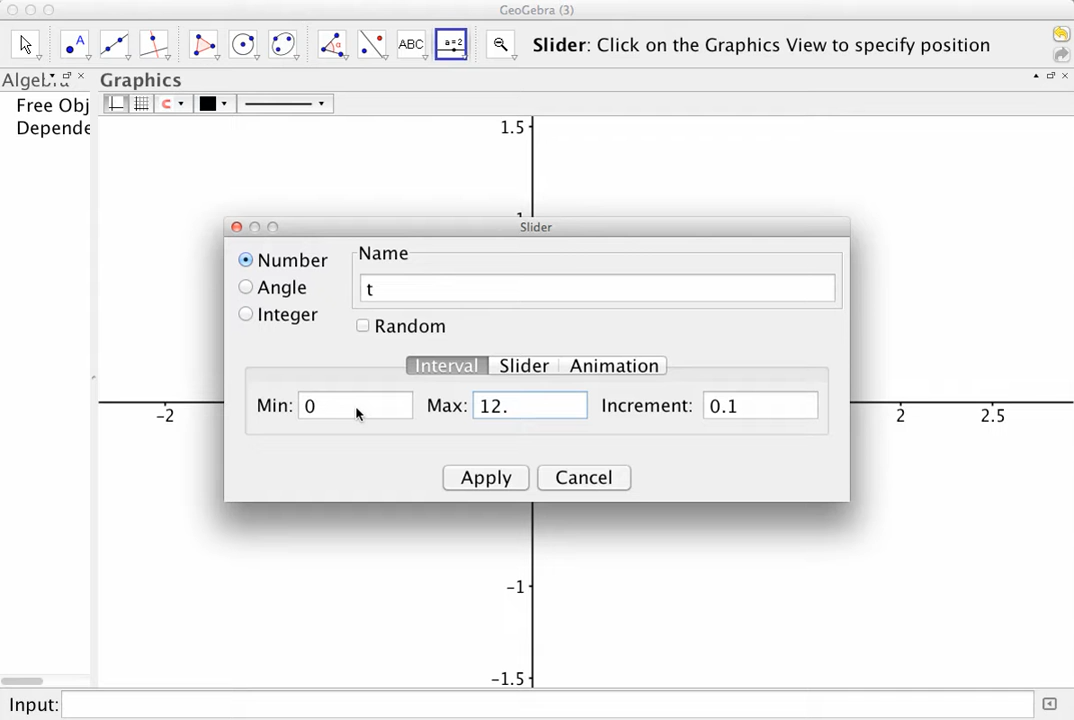 GeoGebra (3)
ABC a=2 Slider: Click on the Graphics View to specify position
Algebra Graphics
Free Obj
Depende
1.5
1
Slider
Number Name
t
Angle
Integer
Random
Interval Slider Animation
Min: 0 Max: 12. Increment: 0.1
-2 2 2.5
Apply Cancel
-1
-1.5
Input: